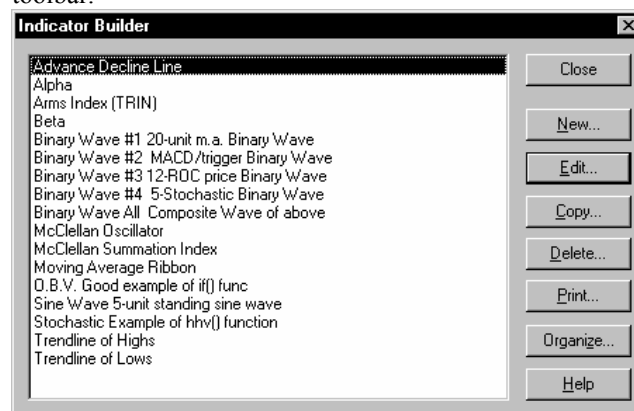 toolbar.
Indicator Builder
Advance Decline Line
Alpha
Arms Index (TRIN)
Beta
Binary Wave #1 20-unit m.a. Binary Wave
Binary Wave #2  MACD/trigger Binary Wave
Binary Wave #3 12-ROC price Binary Wave
Binary Wave #4  5-Stochastic Binary Wave
Binary Wave All  Composite Wave of above
McClellan Oscillator
McClellan Summation Index
Moving Average Ribbon
O.B.V. Good example of if() func
Sine Wave 5-unit standing sine wave
Stochastic Example of hhv() function
Trendline of Highs
Trendline of Lows
Close
New...
Edit...
Copy...
Delete...
Print...
Organize...
Help